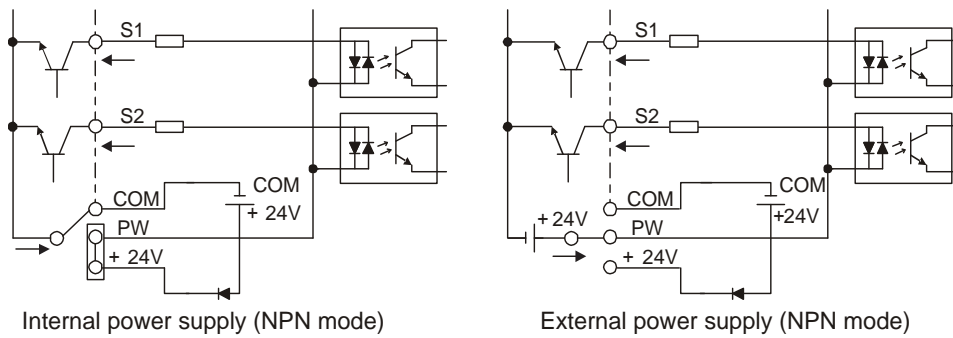 S1
S2
COM
COM
+ 24V
PW
+ 24V
Internal power supply (NPN mode)
S1
S2
COM
COM
+24V
+ 24V
PW
+ 24V
External power supply (NPN mode)